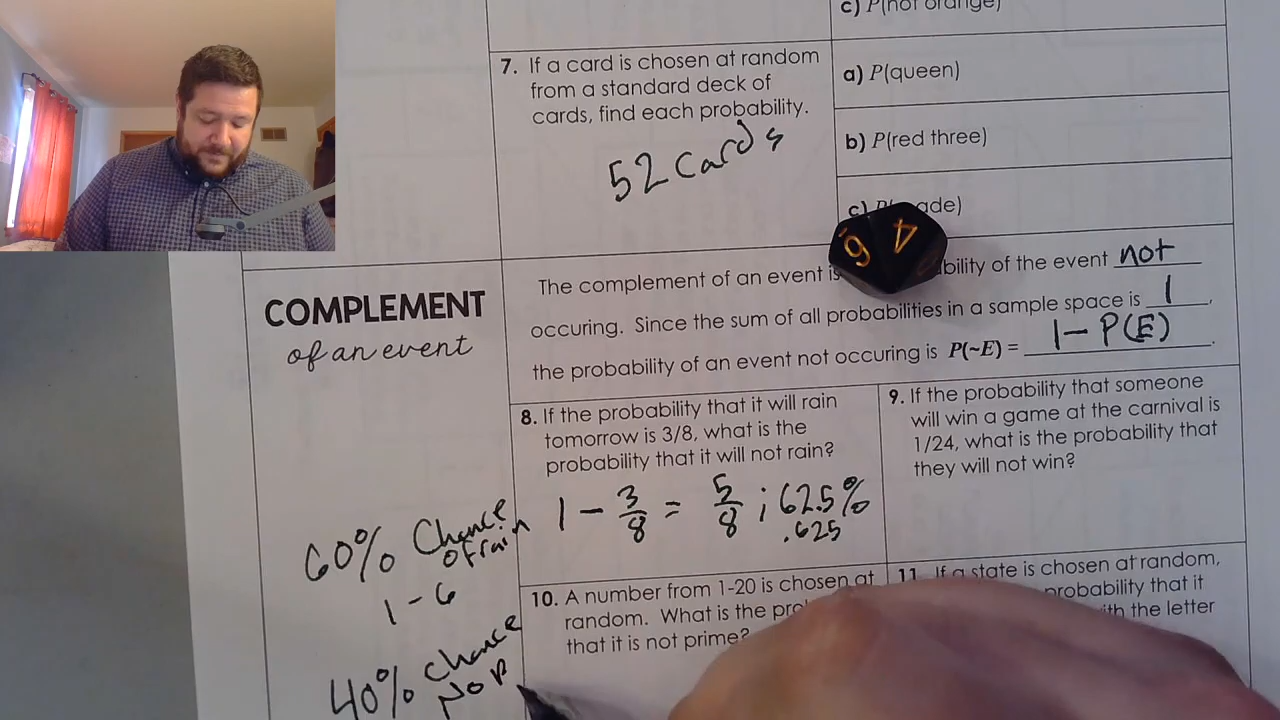 c) P(not orange)
7. If a card is chosen at random
from a standard deck of
cards, find each probability.
52 Cards
a) P(queen)
b) P(red three)
c)
6
4
COMPLEMENT
of an event
The complement of an event is of the event not
occuring. Since the sum of all probabilities in a sample space is 1,
the probability of an event not occuring is P(~E) = 1 - P(E).
8. If the probability that it will rain
tomorrow is 3/8, what is the
probability that it will not rain?
1 - 3/8 = 5/8 ; 62.5%
.625
9. If the probability that someone
will win a game at the carnival is
1/24, what is the probability that
they will not win?
60% Chance
of rain
1-6
40% Chance
No R
10. A number from 1-20 is chosen at
random. What is the
that it is not prime?
11. If a state is chosen at random,
probability that it
with the letter